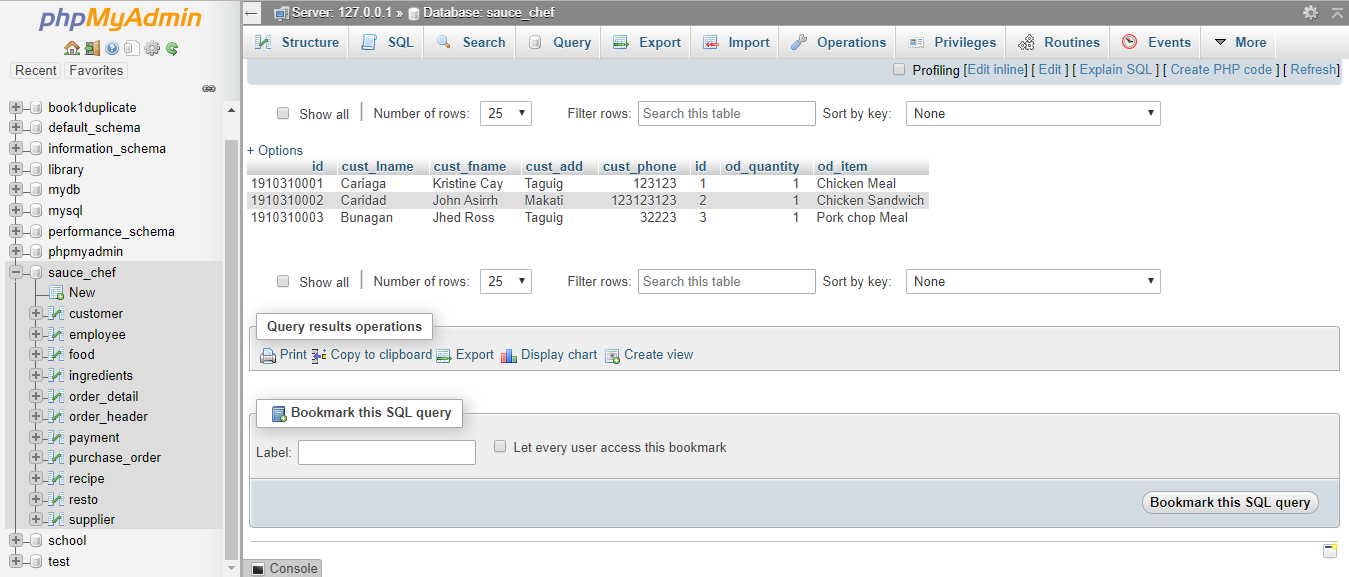 phpMyAdmin
Recent Favorites
book1duplicate
default_schema
information_schema
library
mydb
mysql
performance_schema
phpmyadmin
sauce_chef
New
customer
employee
food
ingredients
order_detail
order_header
payment
purchase_order
recipe
resto
supplier
school
test
Server: 127.0.0.1 » Database: sauce_chef
Structure SQL Search Query Export Import Operations Privileges Routines Events More
Profiling [Edit inline] [ Edit ] [ Explain SQL ] [ Create PHP code ] [ Refresh]
Show all Number of rows: 25 Filter rows: Search this table Sort by key: None
+ Options
id cust_lname cust_fname cust_add cust_phone id od_quantity od_item
1910310001 Cariaga Kristine Cay Taguig 123123 1 1 Chicken Meal
1910310002 Caridad John Asirrh Makati 123123123 2 1 Chicken Sandwich
1910310003 Bunagan Jhed Ross Taguig 32223 3 1 Pork chop Meal
Show all Number of rows: 25 Filter rows: Search this table Sort by key: None
Query results operations
Print Copy to clipboard Export Display chart Create view
Bookmark this SQL query
Label: Let every user access this bookmark
Bookmark this SQL query
Console